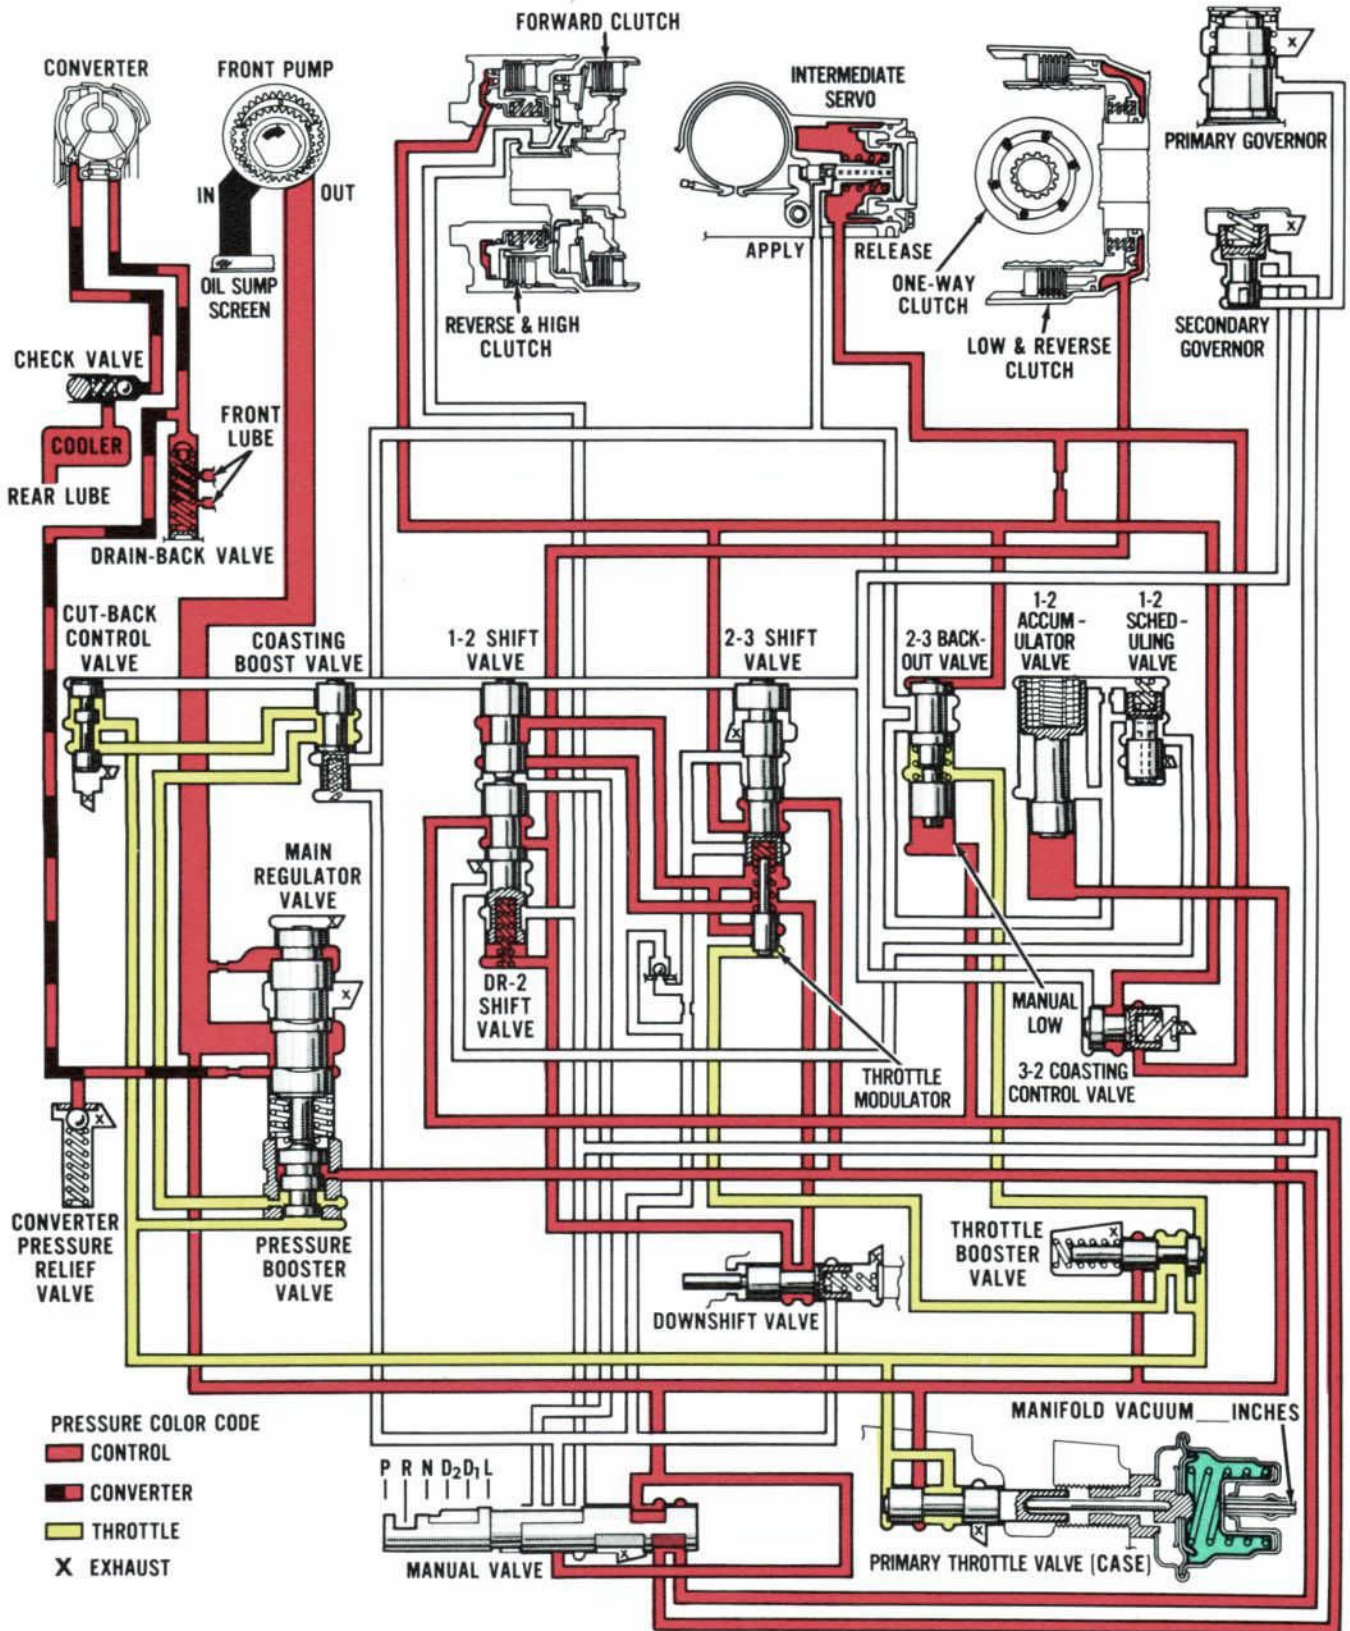 FORWARD CLUTCH
CONVERTER
FRONT PUMP
INTERMEDIATE
SERVO
X
PRIMARY GOVERNOR
IN
OUT
OIL SUMP
SCREEN
APPLY
RELEASE
ONE-WAY
CLUTCH
X
SECONDARY
GOVERNOR
REVERSE & HIGH
CLUTCH
LOW & REVERSE
CLUTCH
CHECK VALVE
FRONT
LUBE
COOLER
REAR LUBE
DRAIN-BACK VALVE
CUT-BACK
CONTROL
VALVE
COASTING
BOOST VALVE
1-2 SHIFT
VALVE
2-3 SHIFT
VALVE
2-3 BACK-
OUT VALVE
1-2
ACCUM-
ULATOR
VALVE
1-2
SCHED-
ULING
VALVE
X
X
X
MAIN
REGULATOR
VALVE
X
X
X
X
DR-2
SHIFT
VALVE
MANUAL
LOW
X
THROTTLE
MODULATOR
3-2 COASTING
CONTROL VALVE
X
CONVERTER
PRESSURE
RELIEF
VALVE
PRESSURE
BOOSTER
VALVE
THROTTLE
BOOSTER
VALVE
X
X
DOWNSHIFT VALVE
PRESSURE COLOR CODE
CONTROL
CONVERTER
THROTTLE
X EXHAUST
P R N D2 D1 L
X
MANUAL VALVE
MANIFOLD VACUUM___INCHES
X
PRIMARY THROTTLE VALVE (CASE)